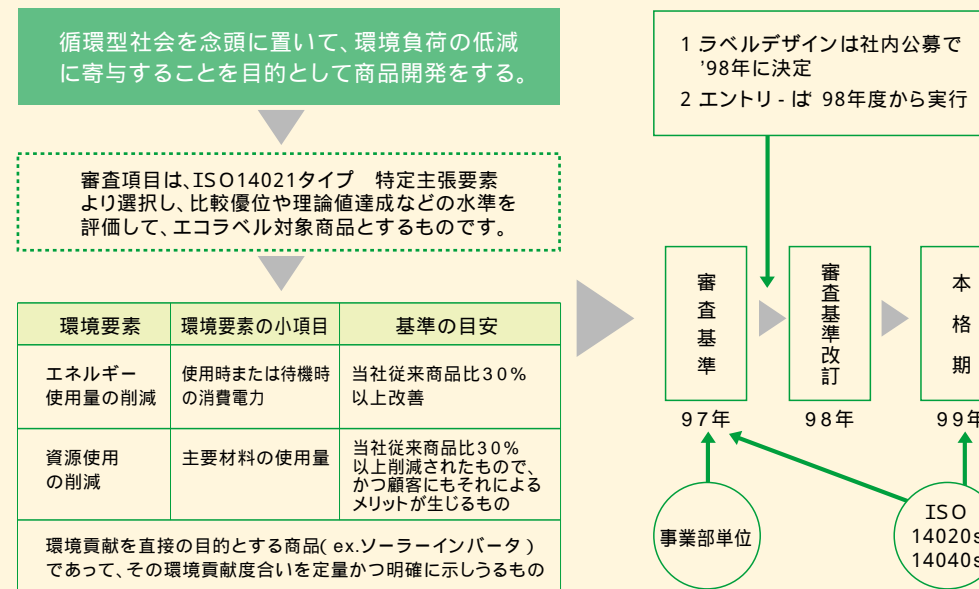 循環型社会を念頭に置いて、環境負荷の低減
に寄与することを目的として商品開発をする。
審査項目は、ISO14021タイプ　特定主張要素
より選択し、比較優位や理論値達成などの水準を
評価して、エコラベル対象商品とするものです。
環境要素　環境要素の小項目　基準の目安
エネルギー
使用量の削減
使用時または待機時
の消費電力
当社従来商品比30%
以上改善
資源使用
の削減
主要材料の使用量
当社従来商品比30%
以上削減されたもので、
かつ顧客にもそれによる
メリットが生じるもの
環境貢献を直接の目的とする商品( ex.ソーラーインバータ )
であって、その環境貢献度合いを定量かつ明確に示しうるもの
1 ラベルデザインは社内公募で
'98年に決定
2 エントリ - は 98年度から実行
審査基準
97年
審査基準改訂
98年
本格期
99年
事業部単位
ISO
14020s
14040s